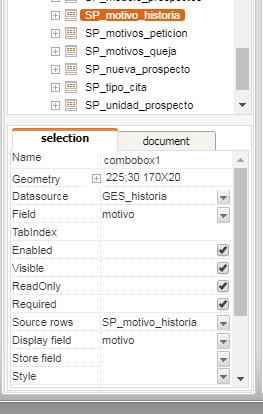 SP_motivo_historia
SP_motivos_peticion
SP_motivos_queja
SP_nueva_prospecto
SP_tipo_cita
SP_unidad_prospecto
selection document
Name combobox1
Geometry 225;30 170X20
Datasource GES_historia
Field motivo
TabIndex
Enabled
Visible
ReadOnly
Required
Source rows SP_motivo_historia
Display field motivo
Store field
Style